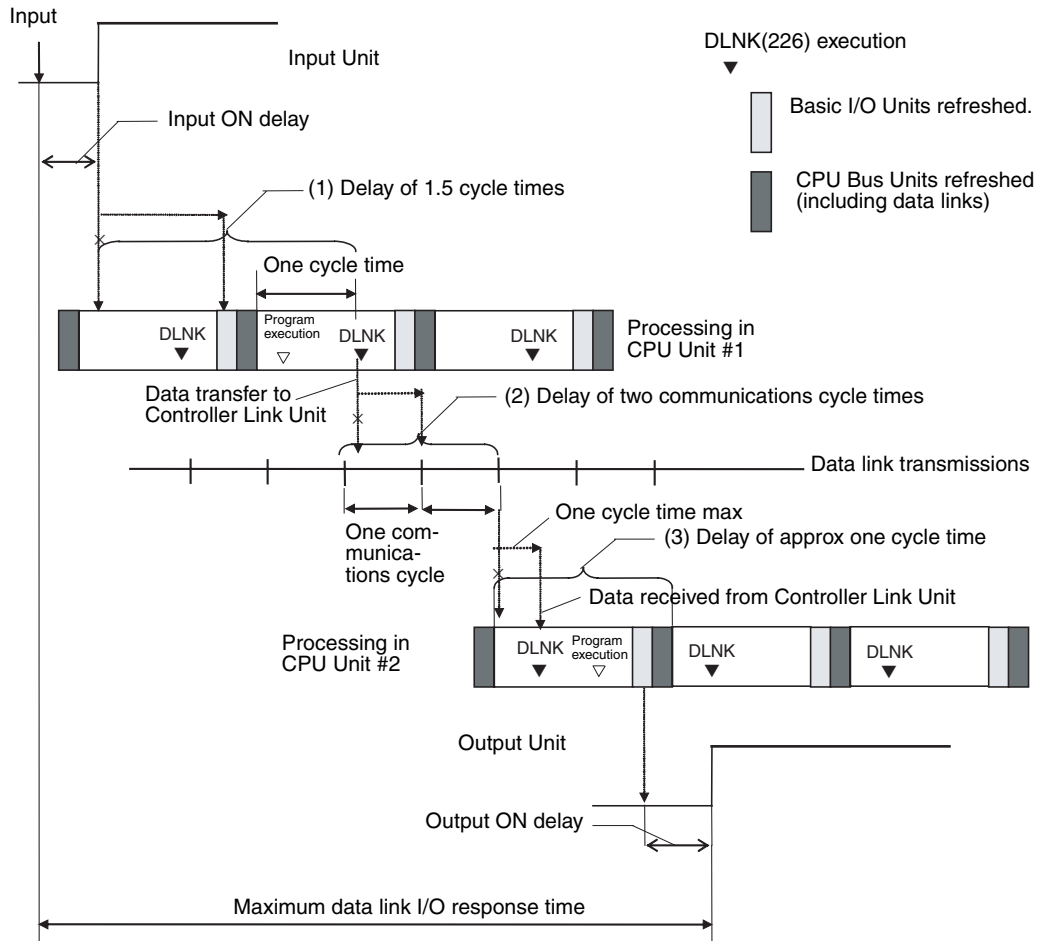 Input
Input Unit
DLNK(226) execution
Basic I/O Units refreshed.
Input ON delay
CPU Bus Units refreshed
(including data links)
(1) Delay of 1.5 cycle times
One cycle time
DLNK
Program
execution
DLNK
DLNK
Processing in
CPU Unit #1
Data transfer to
Controller Link Unit
(2) Delay of two communications cycle times
Data link transmissions
One com-
munica-
tions cycle
One cycle time max
(3) Delay of approx one cycle time
Data received from Controller Link Unit
Processing in
CPU Unit #2
DLNK
Program
execution
DLNK
DLNK
Output Unit
Output ON delay
Maximum data link I/O response time